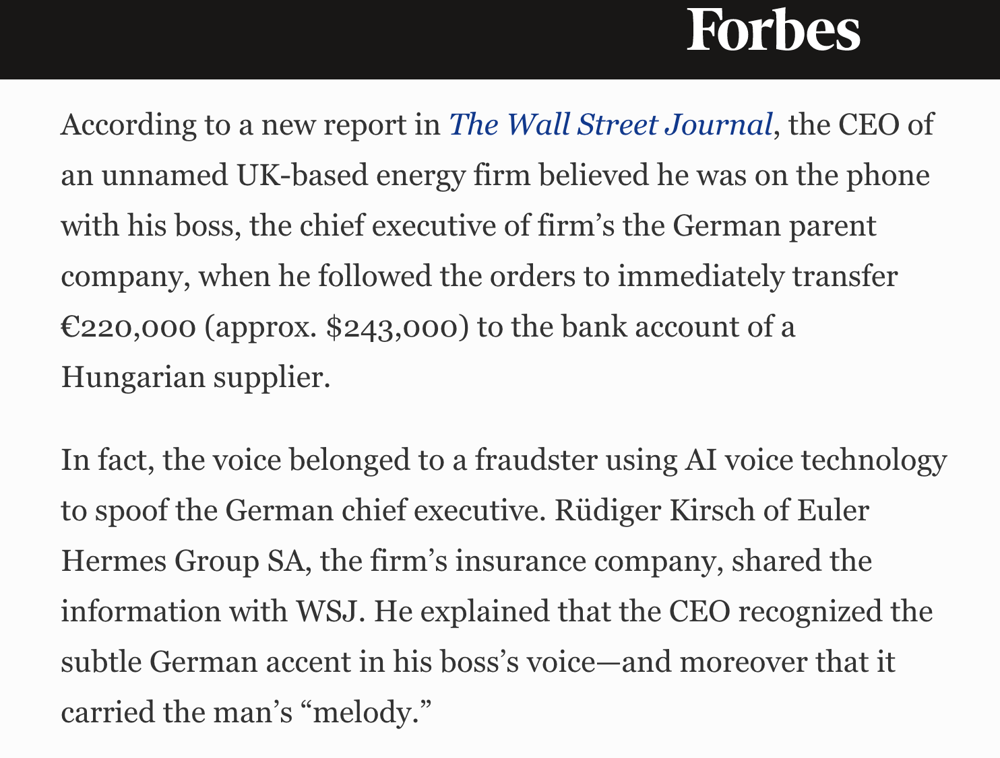 Forbes
According to a new report in The Wall Street Journal, the CEO of
an unnamed UK-based energy firm believed he was on the phone
with his boss, the chief executive of firm’s the German parent
company, when he followed the orders to immediately transfer
€220,000 (approx. $243,000) to the bank account of a
Hungarian supplier.
In fact, the voice belonged to a fraudster using AI voice technology
to spoof the German chief executive. Rüdiger Kirsch of Euler
Hermes Group SA, the firm’s insurance company, shared the
information with WSJ. He explained that the CEO recognized the
subtle German accent in his boss’s voice—and moreover that it
carried the man’s “melody.”